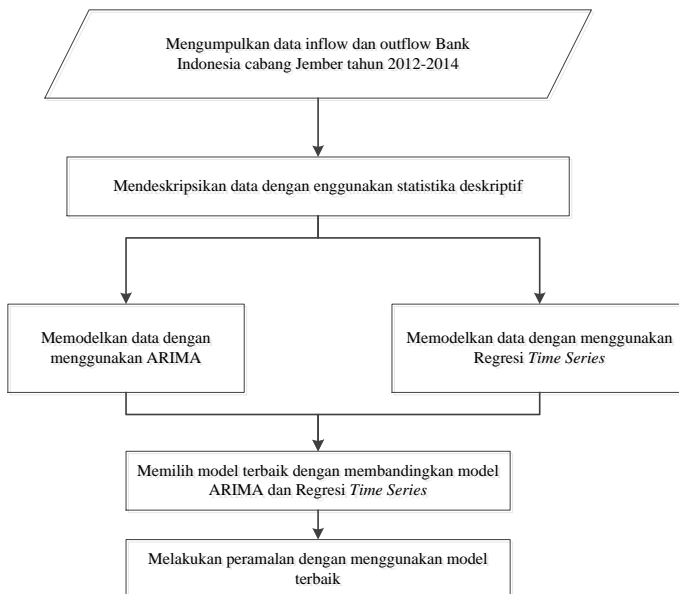 Mengumpulkan data inflow dan outflow Bank
Indonesia cabang Jember tahun 2012-2014
Mendeskripsikan data dengan enggunakan statistika deskriptif
Memodelkan data dengan
menggunakan ARIMA
Memodelkan data dengan menggunakan
Regresi Time Series
Memilih model terbaik dengan membandingkan model
ARIMA dan Regresi Time Series
Melakukan peramalan dengan menggunakan model
terbaik